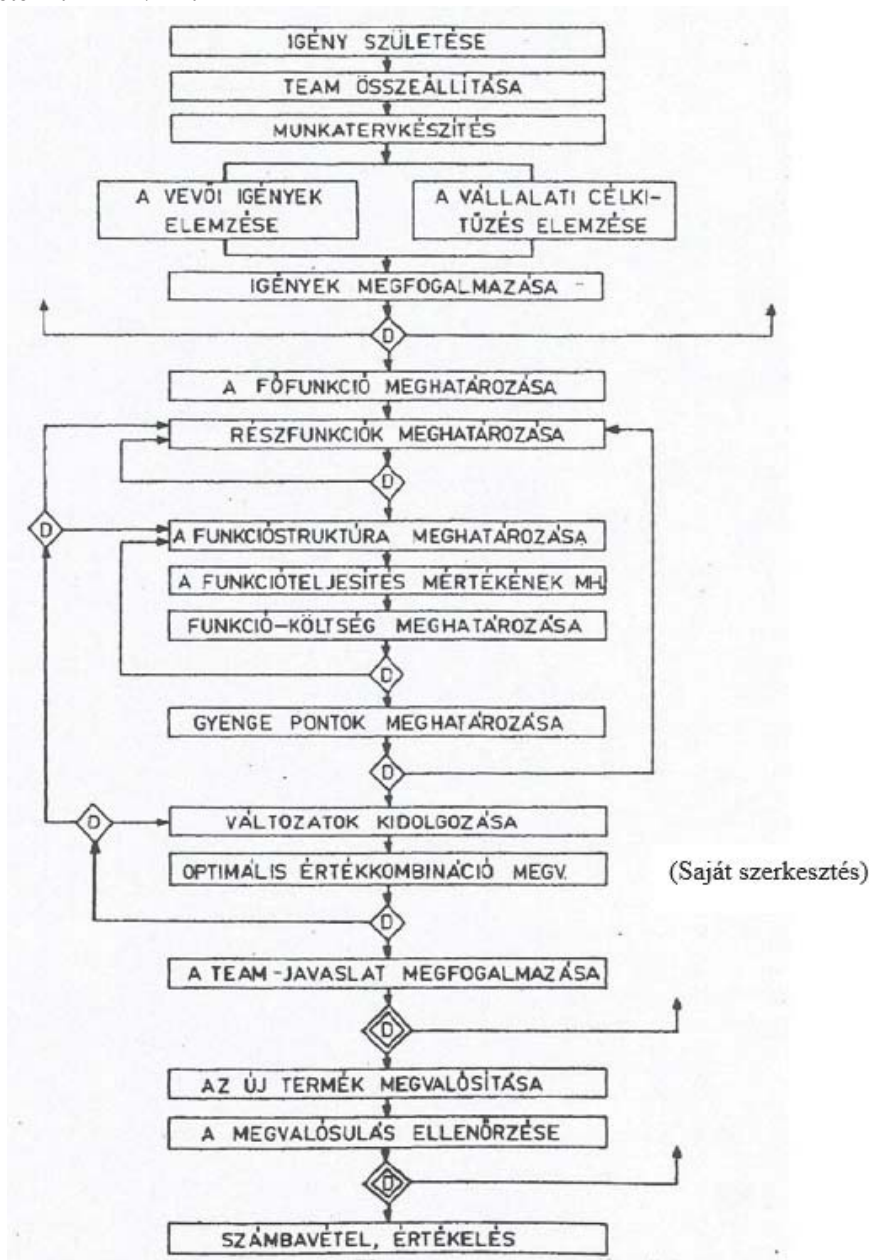 IGÉNY SZÜLETÉSE
TEAM ÖSSZEÁLLÍTÁSA
MUNKATERVKÉSZÍTÉS
A VEVŐI IGÉNYEK
ELEMZÉSE
A VÁLLALATI CÉLKI-
TŰZÉS ELEMZÉSE
IGÉNYEK MEGFOGALMAZÁSA
D
A FŐFUNKCIÓ MEGHATÁROZÁSA
RÉSZFUNKCIÓK MEGHATÁROZÁSA
D
D
A FUNKCIÓSTRUKTÚRA MEGHATÁROZÁSA
A FUNKCIÓTELJESÍTÉS MÉRTÉKÉNEK MH.
FUNKCIÓ-KÖLTSÉG MEGHATÁROZÁSA
D
GYENGE PONTOK MEGHATÁROZÁSA
D
D
VÁLTOZATOK KIDOLGOZÁSA
OPTIMÁLIS ÉRTÉKKOMBINÁCIÓ MEGV.
(Saját szerkesztés)
D
A TEAM-JAVASLAT MEGFOGALMAZÁSA
D
AZ ÚJ TERMÉK MEGVALÓSÍTÁSA
A MEGVALÓSULÁS ELLENŐRZÉSE
D
SZÁMBAVÉTEL, ÉRTÉKELÉS